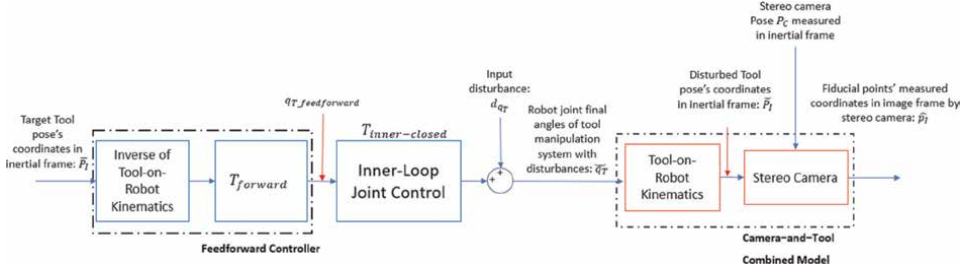 Stereo camera
Pose P_C measured
in inertial frame
Input
disturbance:
d_{q_T}
Disturbed Tool
pose's coordinates
in Inertial frame: P̃_I
Fiducial points' measured
coordinates in image frame by
stereo camera: p̃_I
q_{T_feedforward}
Robot joint final
angles of tool
manipulation
system with
disturbances: q̃_T
Target Tool
pose's
coordinates in
inertial frame: P̄_I
T_{inner-closed}
Inverse of
Tool-on-
Robot
Kinematics
T_{forward}
Inner-Loop
Joint Control
+
+
Tool-on-
Robot
Kinematics
Stereo Camera
Feedforward Controller
Camera-and-Tool
Combined Model